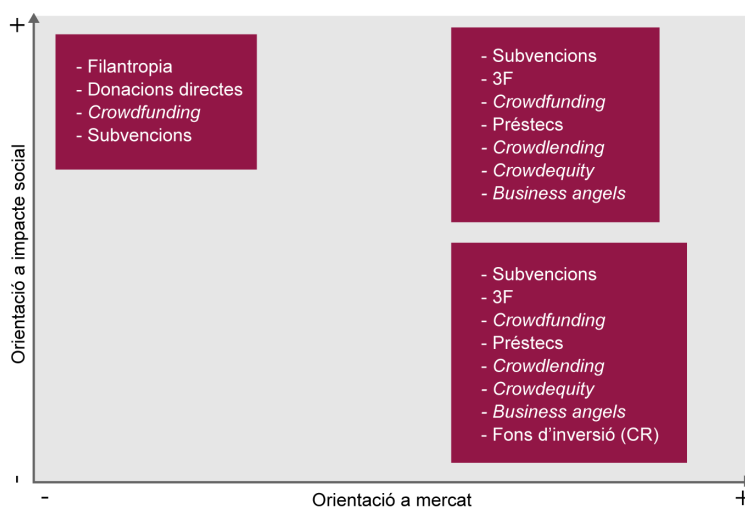 +
- Filantropia
- Donacions directes
- Crowdfunding
- Subvencions
- Subvencions
- 3F
- Crowdfunding
- Préstecs
- Crowdlending
- Crowdequity
- Business angels
- Subvencions
- 3F
- Crowdfunding
- Préstecs
- Crowdlending
- Crowdequity
- Business angels
- Fons d’inversió (CR)
Orientació a impacte social
-
-
Orientació a mercat
+